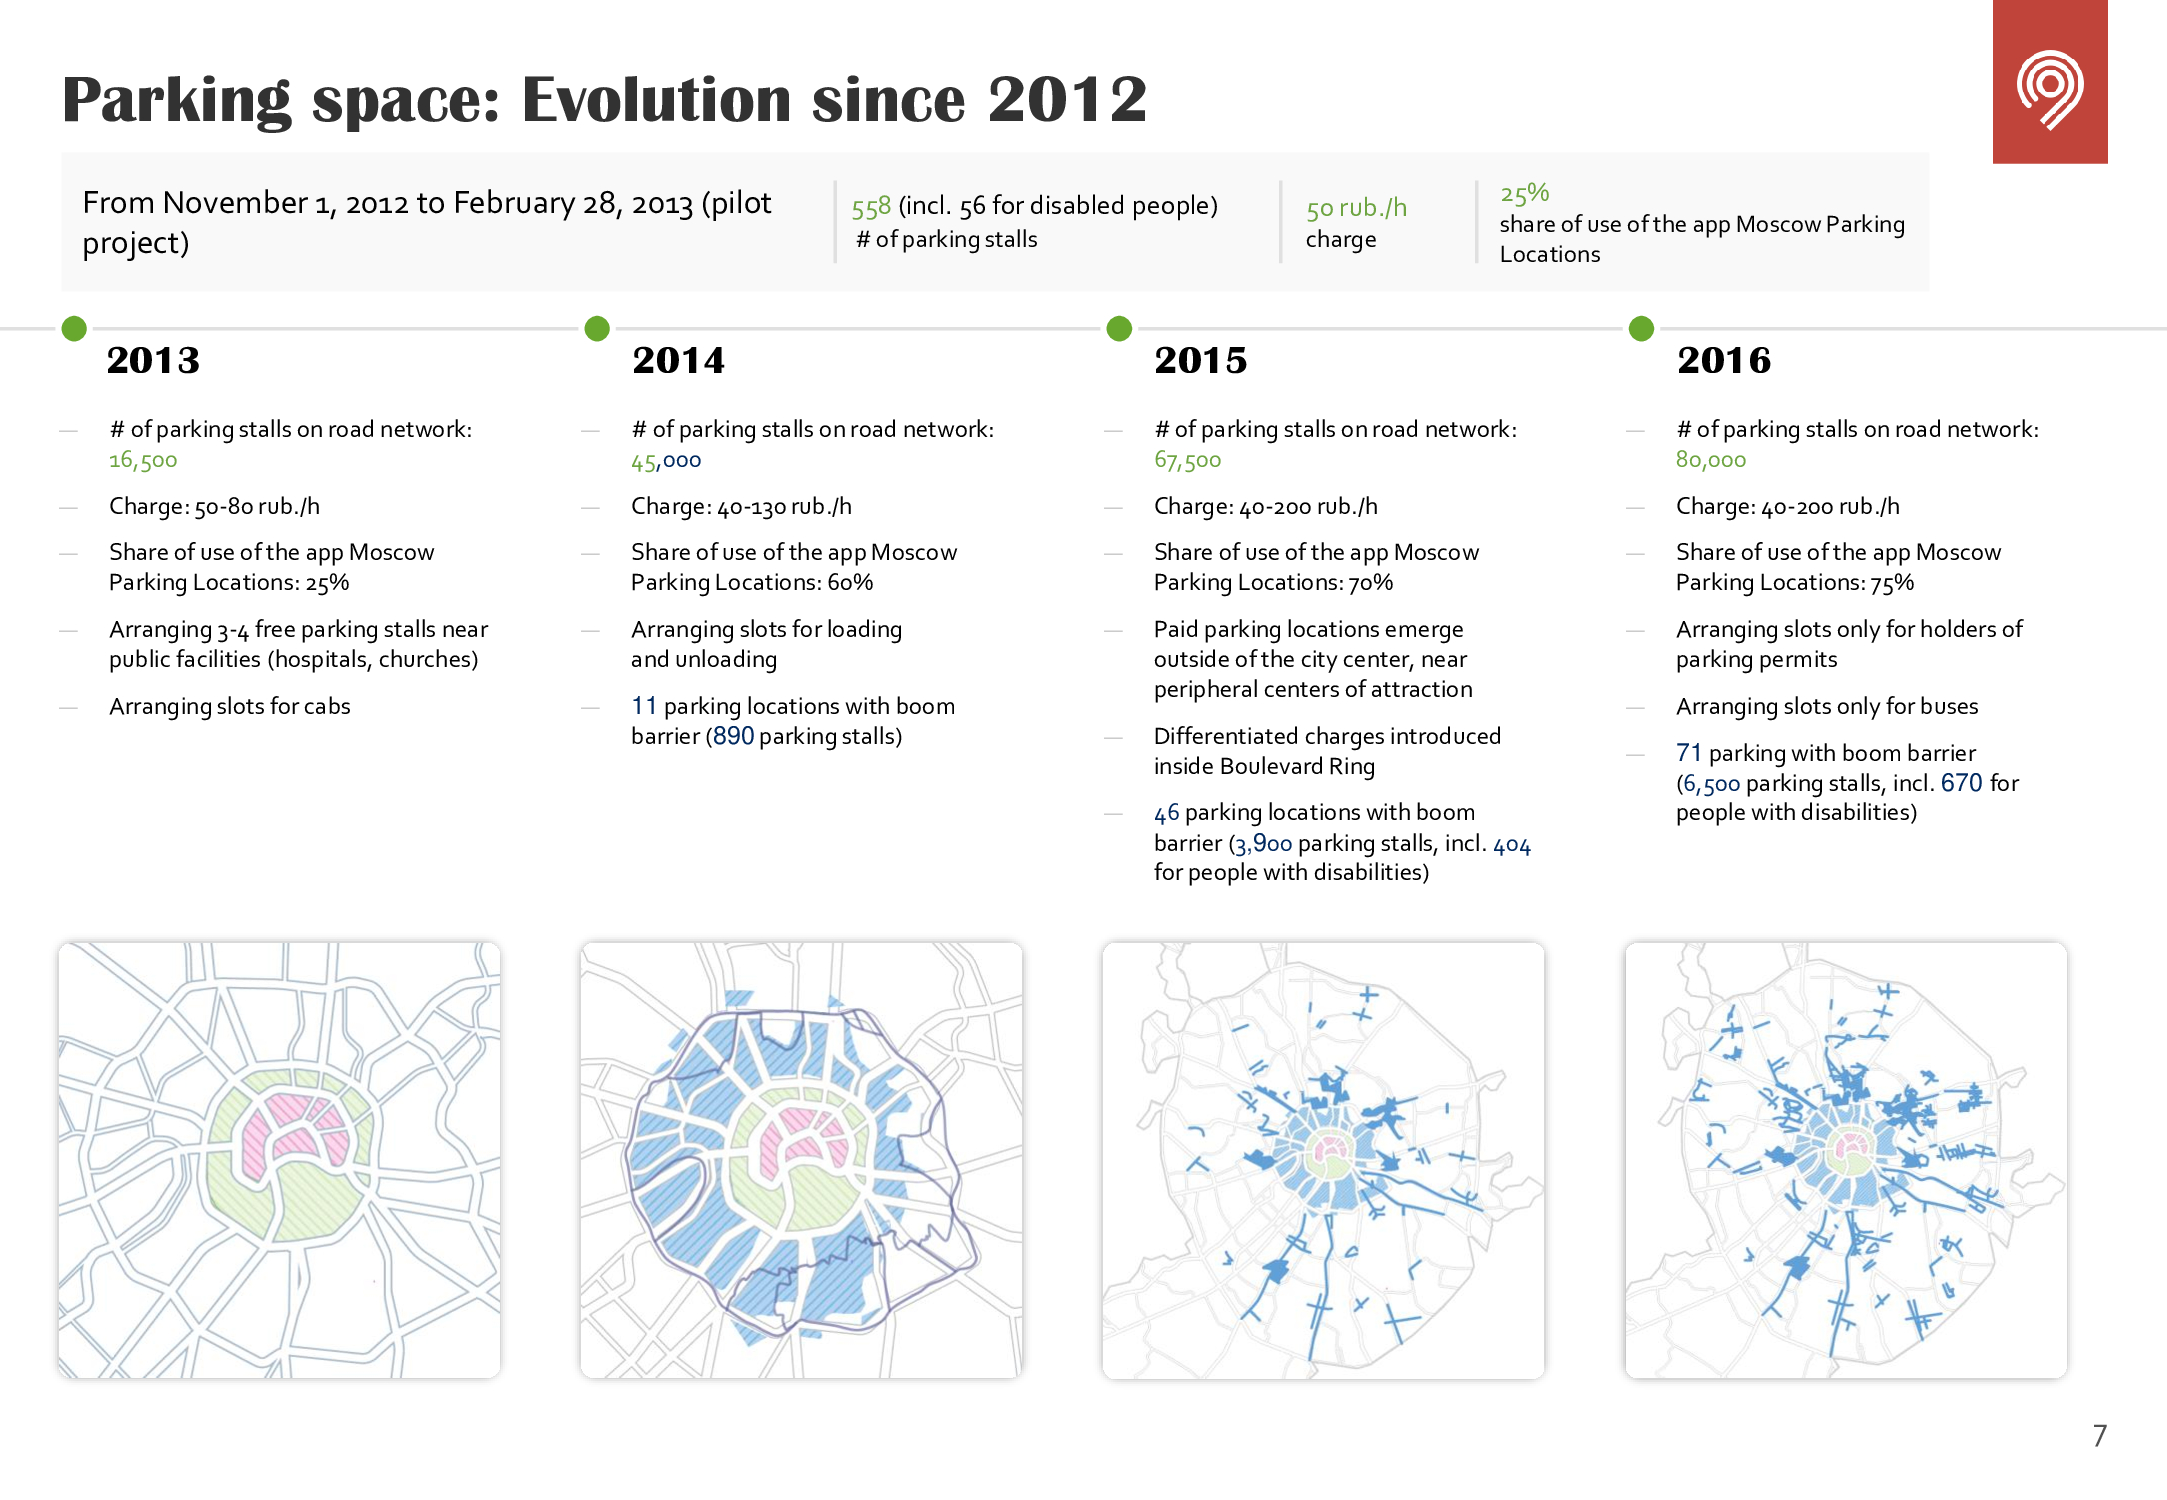 Parking space: Evolution since 2012
From November 1, 2012 to February 28, 2013 (pilot
project)
558 (incl. 56 for disabled people)
# of parking stalls
50 rub./h
charge
25%
share of use of the app Moscow Parking
Locations
2013
— # of parking stalls on road network:
16,500
— Charge: 50-80 rub./h
— Share of use of the app Moscow
Parking Locations: 25%
— Arranging 3-4 free parking stalls near
public facilities (hospitals, churches)
— Arranging slots for cabs
2014
— # of parking stalls on road network:
45,000
— Charge: 40-130 rub./h
— Share of use of the app Moscow
Parking Locations: 60%
— Arranging slots for loading
and unloading
— 11 parking locations with boom
barrier (890 parking stalls)
2015
— # of parking stalls on road network:
67,500
— Charge: 40-200 rub./h
— Share of use of the app Moscow
Parking Locations: 70%
— Paid parking locations emerge
outside of the city center, near
peripheral centers of attraction
— Differentiated charges introduced
inside Boulevard Ring
— 46 parking locations with boom
barrier (3,900 parking stalls, incl. 404
for people with disabilities)
2016
— # of parking stalls on road network:
80,000
— Charge: 40-200 rub./h
— Share of use of the app Moscow
Parking Locations: 75%
— Arranging slots only for holders of
parking permits
— Arranging slots only for buses
— 71 parking with boom barrier
(6,500 parking stalls, incl. 670 for
people with disabilities)
7